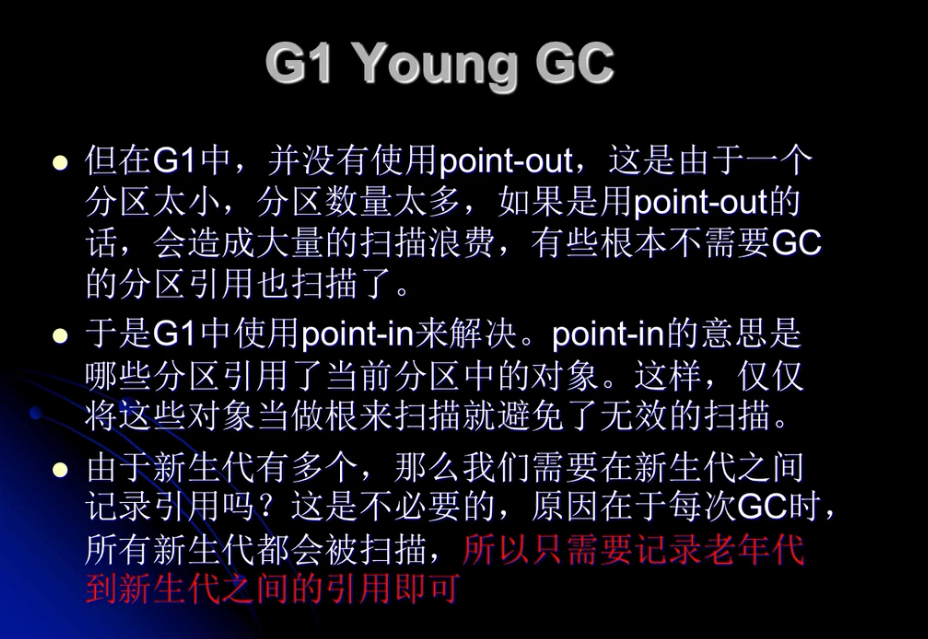 G1 Young GC
但在G1中，并没有使用point-out，这是由于一个
分区太小，分区数量太多，如果是用point-out的
话，会造成大量的扫描浪费，有些根本不需要GC
的分区引用也扫描了。
于是G1中使用point-in来解决。point-in的意思是
哪些分区引用了当前分区中的对象。这样，仅仅
将这些对象当做根来扫描就避免了无效的扫描。
由于新生代有多个，那么我们需要在新生代之间
记录引用吗？这是不必要的，原因在于每次GC时，
所有新生代都会被扫描，所以只需要记录老年代
到新生代之间的引用即可